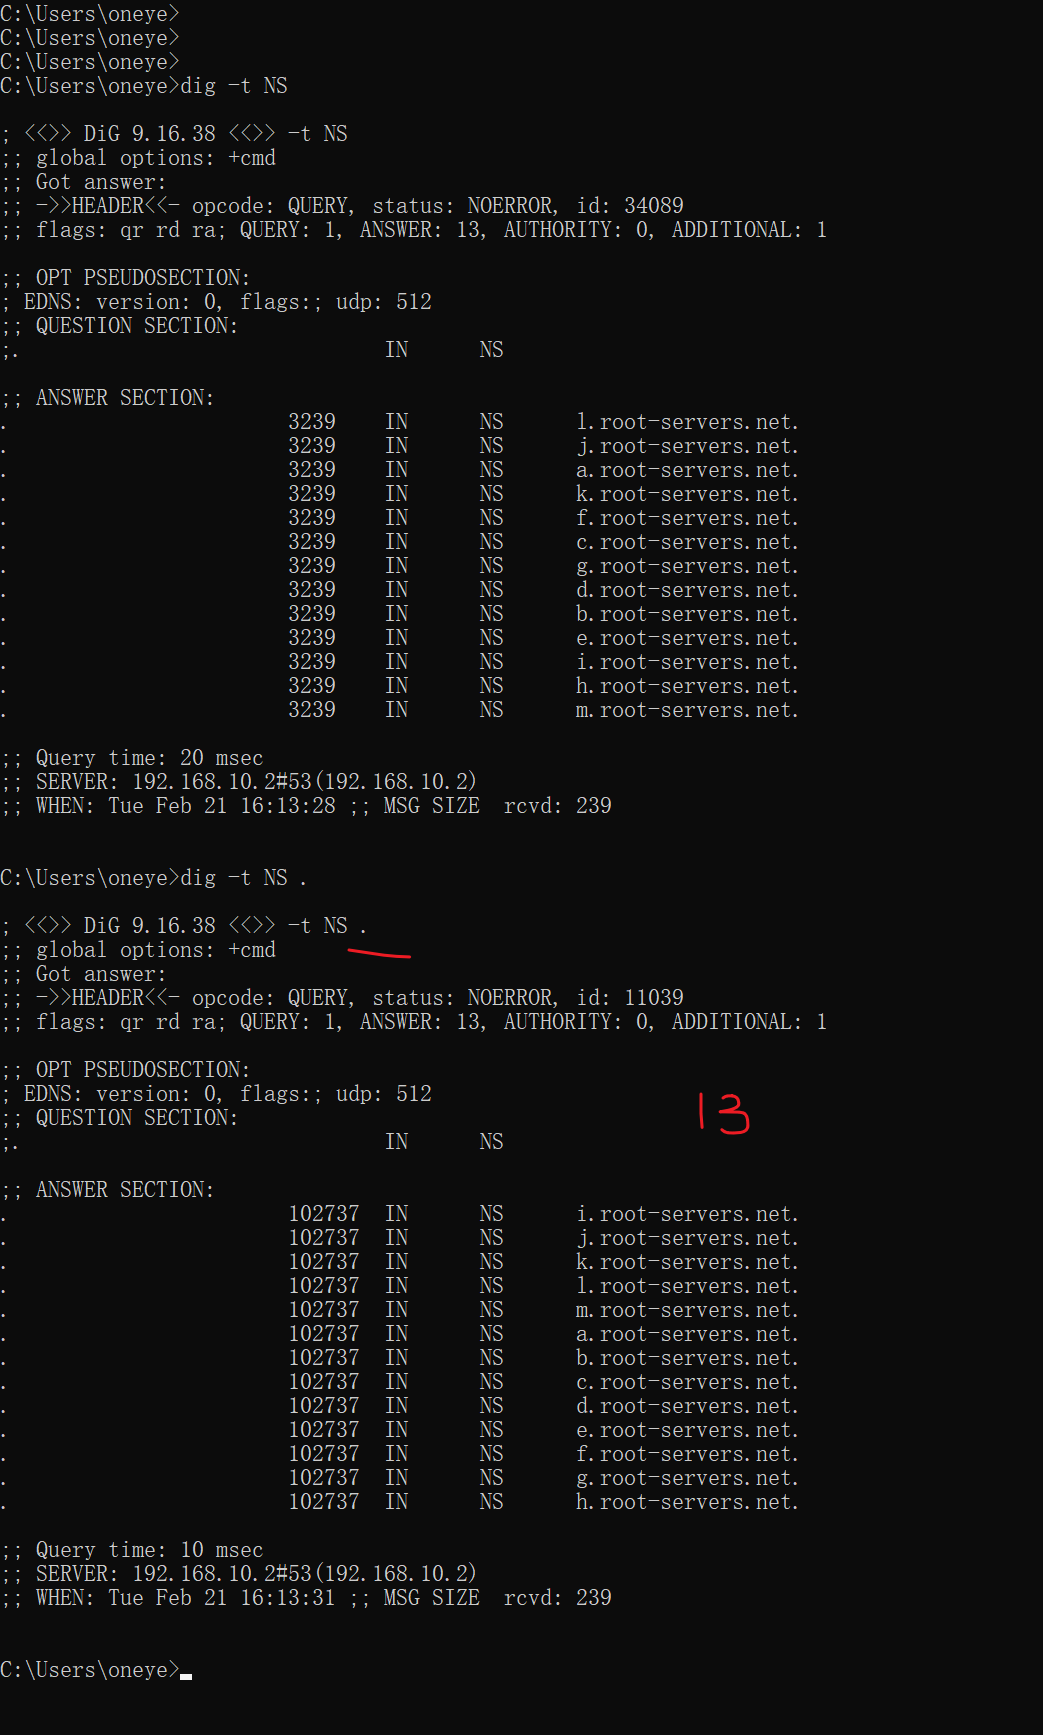 C:\Users\oneye>
C:\Users\oneye>
C:\Users\oneye>
C:\Users\oneye>dig -t NS
; <<>> DiG 9.16.38 <<>> -t NS
;; global options: +cmd
;; Got answer:
;; ->>HEADER<<- opcode: QUERY, status: NOERROR, id: 34089
;; flags: qr rd ra; QUERY: 1, ANSWER: 13, AUTHORITY: 0, ADDITIONAL: 1
;; OPT PSEUDOSECTION:
; EDNS: version: 0, flags:; udp: 512
;; QUESTION SECTION:
;. IN NS
;; ANSWER SECTION:
. 3239 IN NS l.root-servers.net.
. 3239 IN NS j.root-servers.net.
. 3239 IN NS a.root-servers.net.
. 3239 IN NS k.root-servers.net.
. 3239 IN NS f.root-servers.net.
. 3239 IN NS c.root-servers.net.
. 3239 IN NS g.root-servers.net.
. 3239 IN NS d.root-servers.net.
. 3239 IN NS b.root-servers.net.
. 3239 IN NS e.root-servers.net.
. 3239 IN NS i.root-servers.net.
. 3239 IN NS h.root-servers.net.
. 3239 IN NS m.root-servers.net.
;; Query time: 20 msec
;; SERVER: 192.168.10.2#53(192.168.10.2)
;; WHEN: Tue Feb 21 16:13:28 ;; MSG SIZE  rcvd: 239
C:\Users\oneye>dig -t NS .
; <<>> DiG 9.16.38 <<>> -t NS .
;; global options: +cmd
;; Got answer:
;; ->>HEADER<<- opcode: QUERY, status: NOERROR, id: 11039
;; flags: qr rd ra; QUERY: 1, ANSWER: 13, AUTHORITY: 0, ADDITIONAL: 1
;; OPT PSEUDOSECTION:
; EDNS: version: 0, flags:; udp: 512
13
;; QUESTION SECTION:
;. IN NS
;; ANSWER SECTION:
. 102737 IN NS i.root-servers.net.
. 102737 IN NS j.root-servers.net.
. 102737 IN NS k.root-servers.net.
. 102737 IN NS l.root-servers.net.
. 102737 IN NS m.root-servers.net.
. 102737 IN NS a.root-servers.net.
. 102737 IN NS b.root-servers.net.
. 102737 IN NS c.root-servers.net.
. 102737 IN NS d.root-servers.net.
. 102737 IN NS e.root-servers.net.
. 102737 IN NS f.root-servers.net.
. 102737 IN NS g.root-servers.net.
. 102737 IN NS h.root-servers.net.
;; Query time: 10 msec
;; SERVER: 192.168.10.2#53(192.168.10.2)
;; WHEN: Tue Feb 21 16:13:31 ;; MSG SIZE  rcvd: 239
C:\Users\oneye>